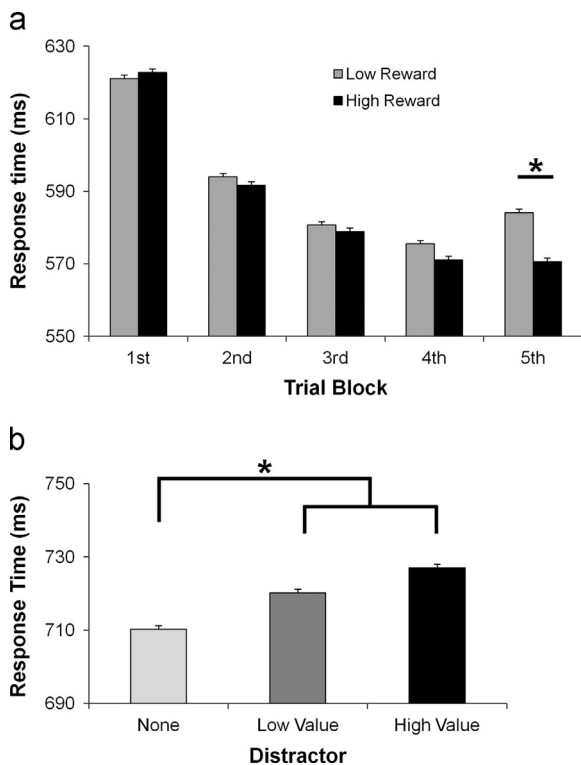 a
Response time (ms)
630
610
590
570
550
Low Reward
High Reward
*
1st 2nd 3rd 4th 5th
Trial Block
b
Response Time (ms)
750
730
710
690
*
None Low Value High Value
Distractor